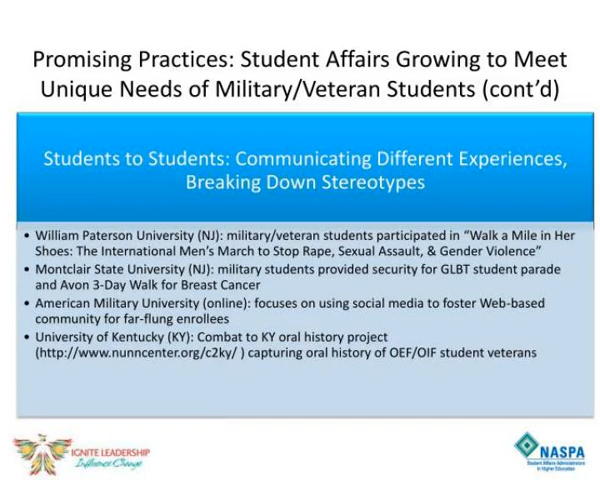 Promising Practices: Student Affairs Growing to Meet
Unique Needs of Military/Veteran Students (cont’d)
Students to Students: Communicating Different Experiences,
Breaking Down Stereotypes
• William Paterson University (NJ): military/veteran students participated in “Walk a Mile in Her
Shoes: The International Men’s March to Stop Rape, Sexual Assault, & Gender Violence”
• Montclair State University (NJ): military students provided security for GLBT student parade
and Avon 3-Day Walk for Breast Cancer
• American Military University (online): focuses on using social media to foster Web-based
community for far-flung enrollees
• University of Kentucky (KY): Combat to KY oral history project
(http://www.nunncenter.org/c2ky/ ) capturing oral history of OEF/OIF student veterans
IGNITE LEADERSHIP
Influence Change
NASPA
Student Affairs Administrators
in Higher Education